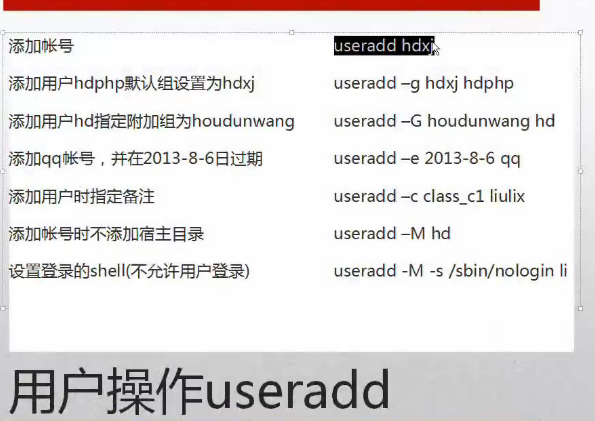 添加帐号 useradd hdxj
添加用户hdphp默认组设置为hdxj useradd –g hdxj hdphp
添加用户hd指定附加组为houdunwang useradd –G houdunwang hd
添加qq帐号，并在2013-8-6日过期 useradd –e 2013-8-6 qq
添加用户时指定备注 useradd –c class_c1 liulix
添加帐号时不添加宿主目录 useradd –M hd
设置登录的shell(不允许用户登录) useradd -M -s /sbin/nologin li
用户操作useradd